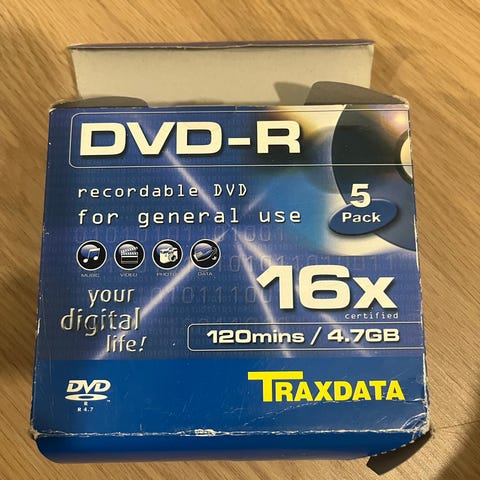 DVD-R
recordable DVD
for general use
5
Pack
MUSIC VIDEO PHOTO DATA
16x
certified
your
digital
life!
120mins / 4.7GB
DVD
R
R 4.7
TRAXDATA